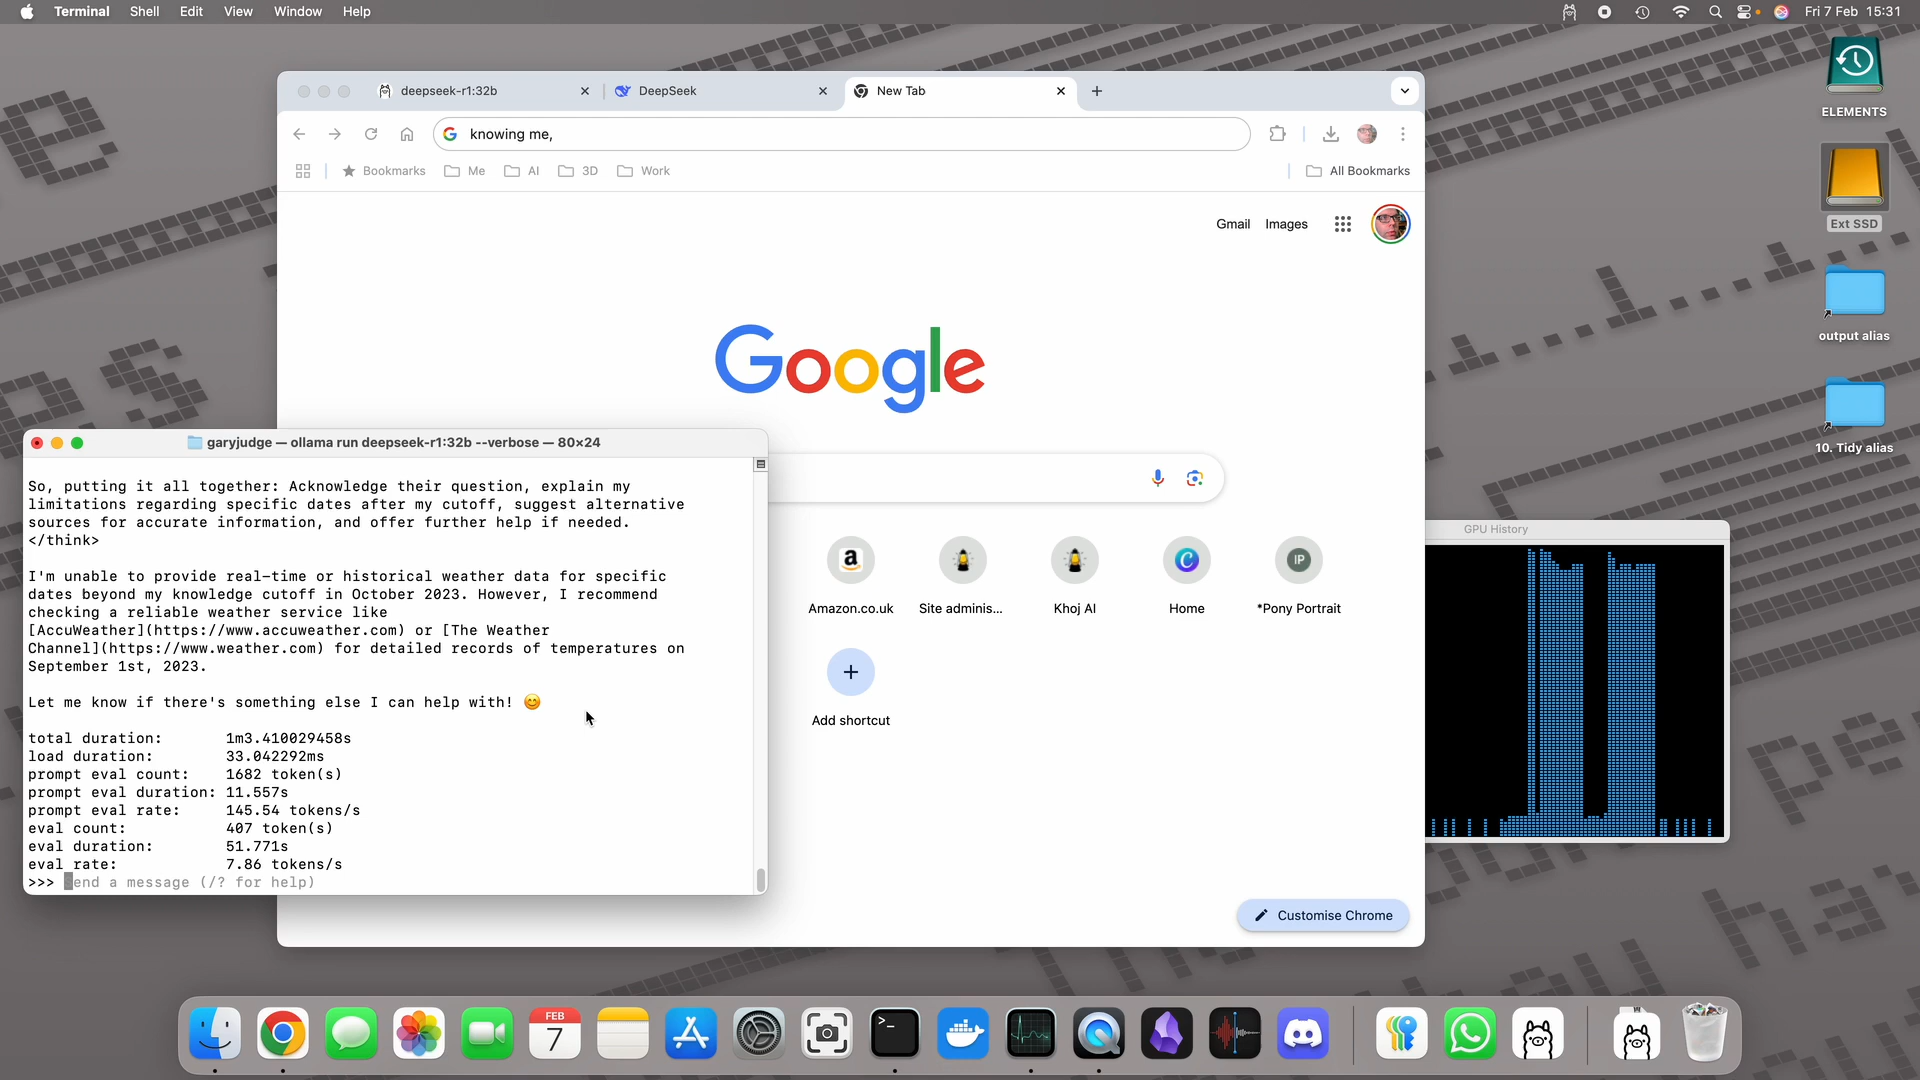 Terminal Shell Edit View Window Help Fri 7 Feb 15:31
deepseek-r1:32b DeepSeek New Tab
knowing me,
Bookmarks Me AI 3D Work All Bookmarks
Gmail Images
Google
ELEMENTS
Ext SSD
output alias
10. Tidy alias
garyjudge — ollama run deepseek-r1:32b --verbose — 80×24
So, putting it all together: Acknowledge their question, explain my
limitations regarding specific dates after my cutoff, suggest alternative
sources for accurate information, and offer further help if needed.
</think>
I'm unable to provide real-time or historical weather data for specific
dates beyond my knowledge cutoff in October 2023. However, I recommend
checking a reliable weather service like
[AccuWeather](https://www.accuweather.com) or [The Weather
Channel](https://www.weather.com) for detailed records of temperatures on
September 1st, 2023.
Let me know if there's something else I can help with! 😊
total duration: 1m3.410029458s
load duration: 33.042292ms
prompt eval count: 1682 token(s)
prompt eval duration: 11.557s
prompt eval rate: 145.54 tokens/s
eval count: 407 token(s)
eval duration: 51.771s
eval rate: 7.86 tokens/s
>>> Send a message (/? for help)
a
C
IP
Amazon.co.uk Site adminis... Khoj AI Home *Pony Portrait
Add shortcut
GPU History
Customise Chrome
FEB
7
>_